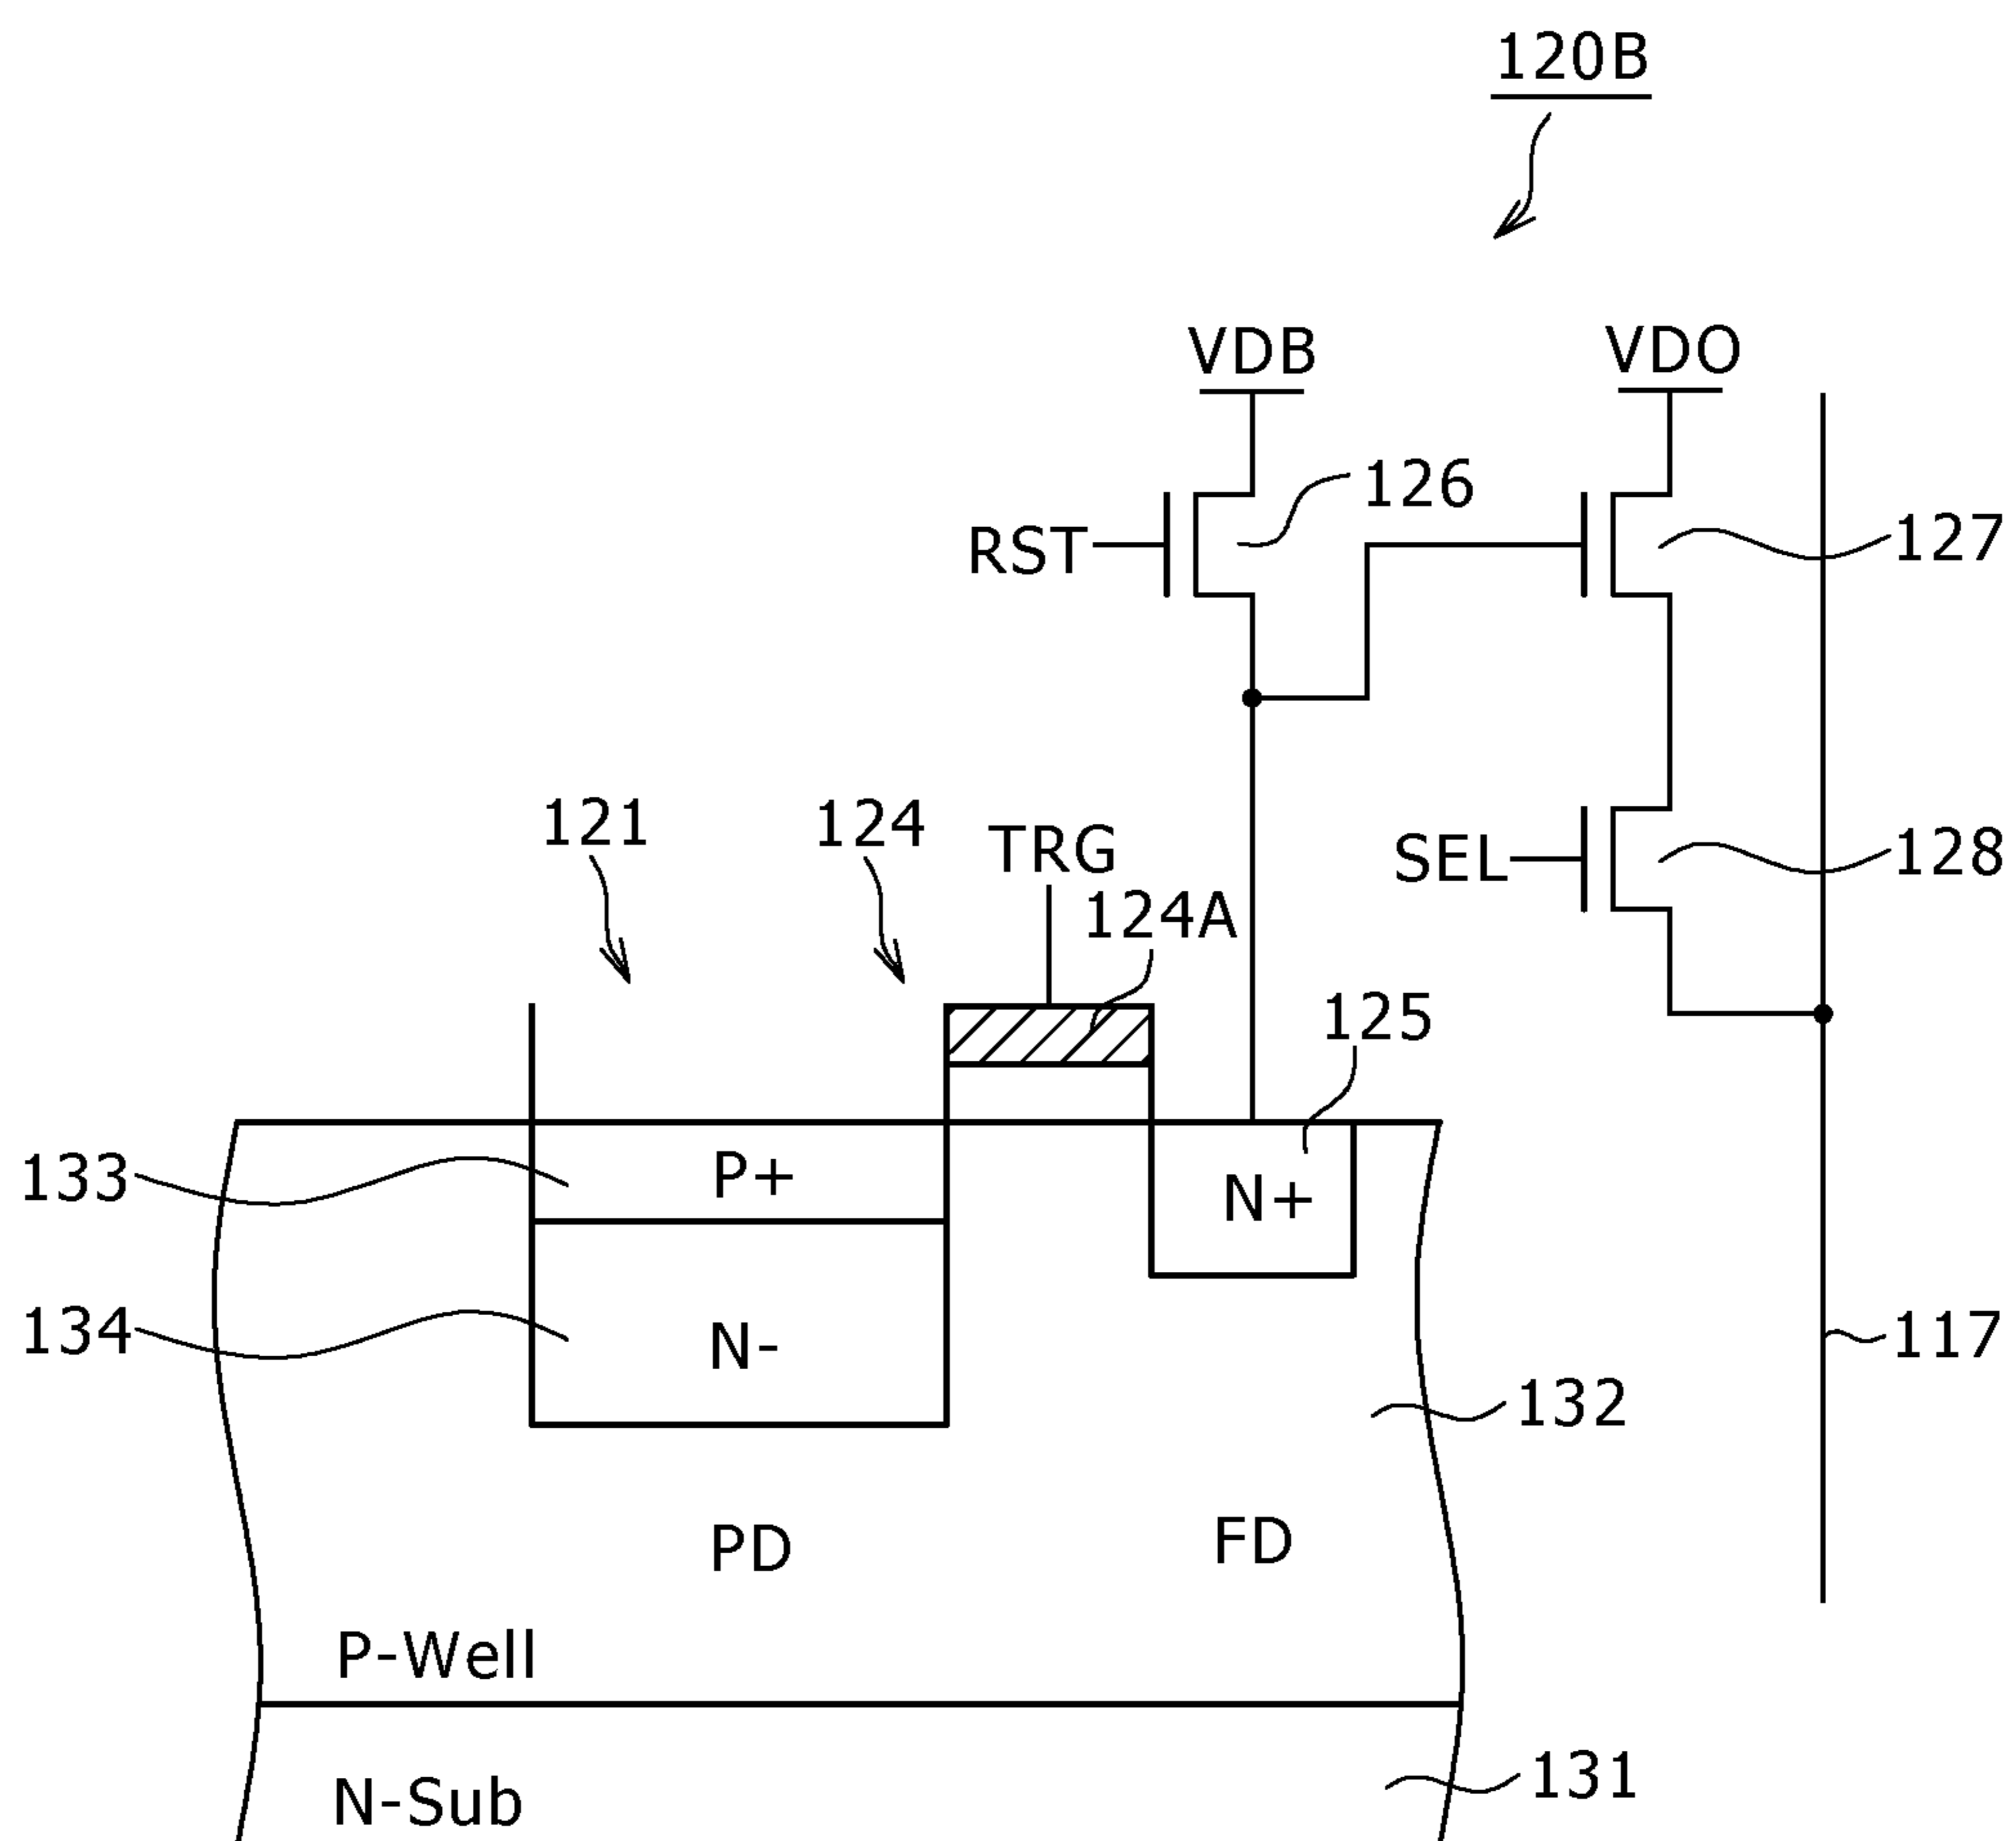 120B
VDB
VDO
126
RST
127
121
124
TRG
SEL
128
124A
125
133
P+
N+
134
N-
117
132
PD
FD
P-Well
N-Sub
131